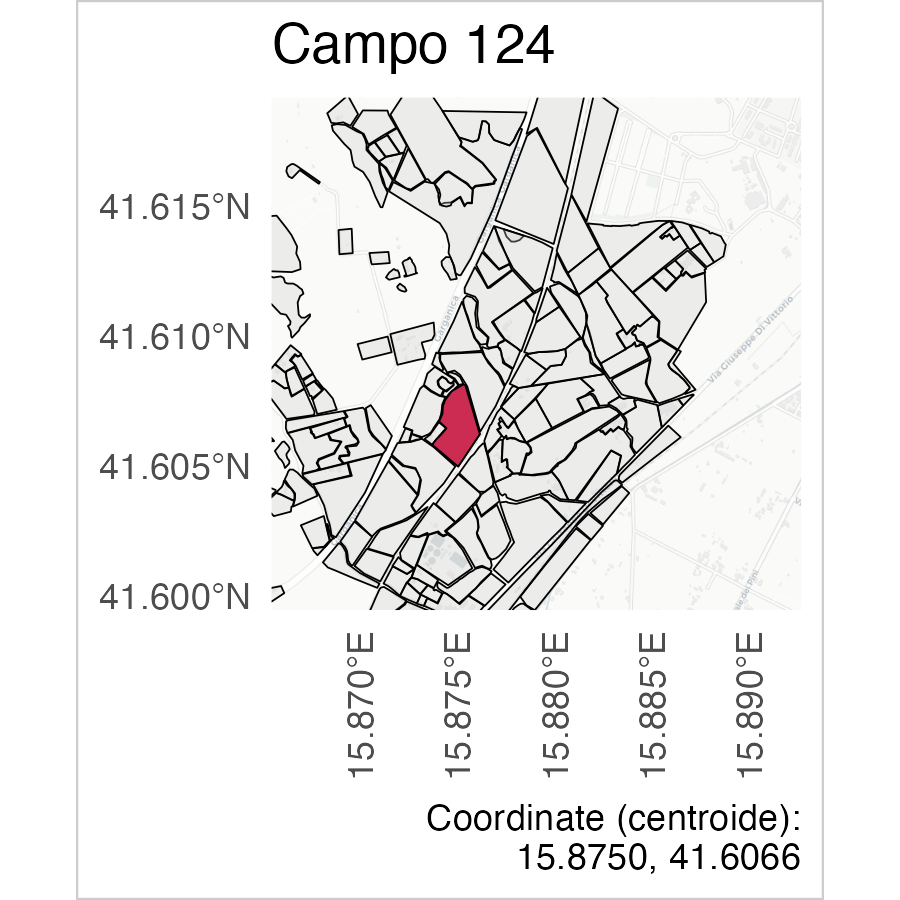 Campo 124
41.615°N
41.610°N
41.605°N
41.600°N
Garganica
Via Giuseppe Di Vittorio
15.870°E
15.875°E
15.880°E
15.885°E
15.890°E
Coordinate (centroide):
15.8750, 41.6066